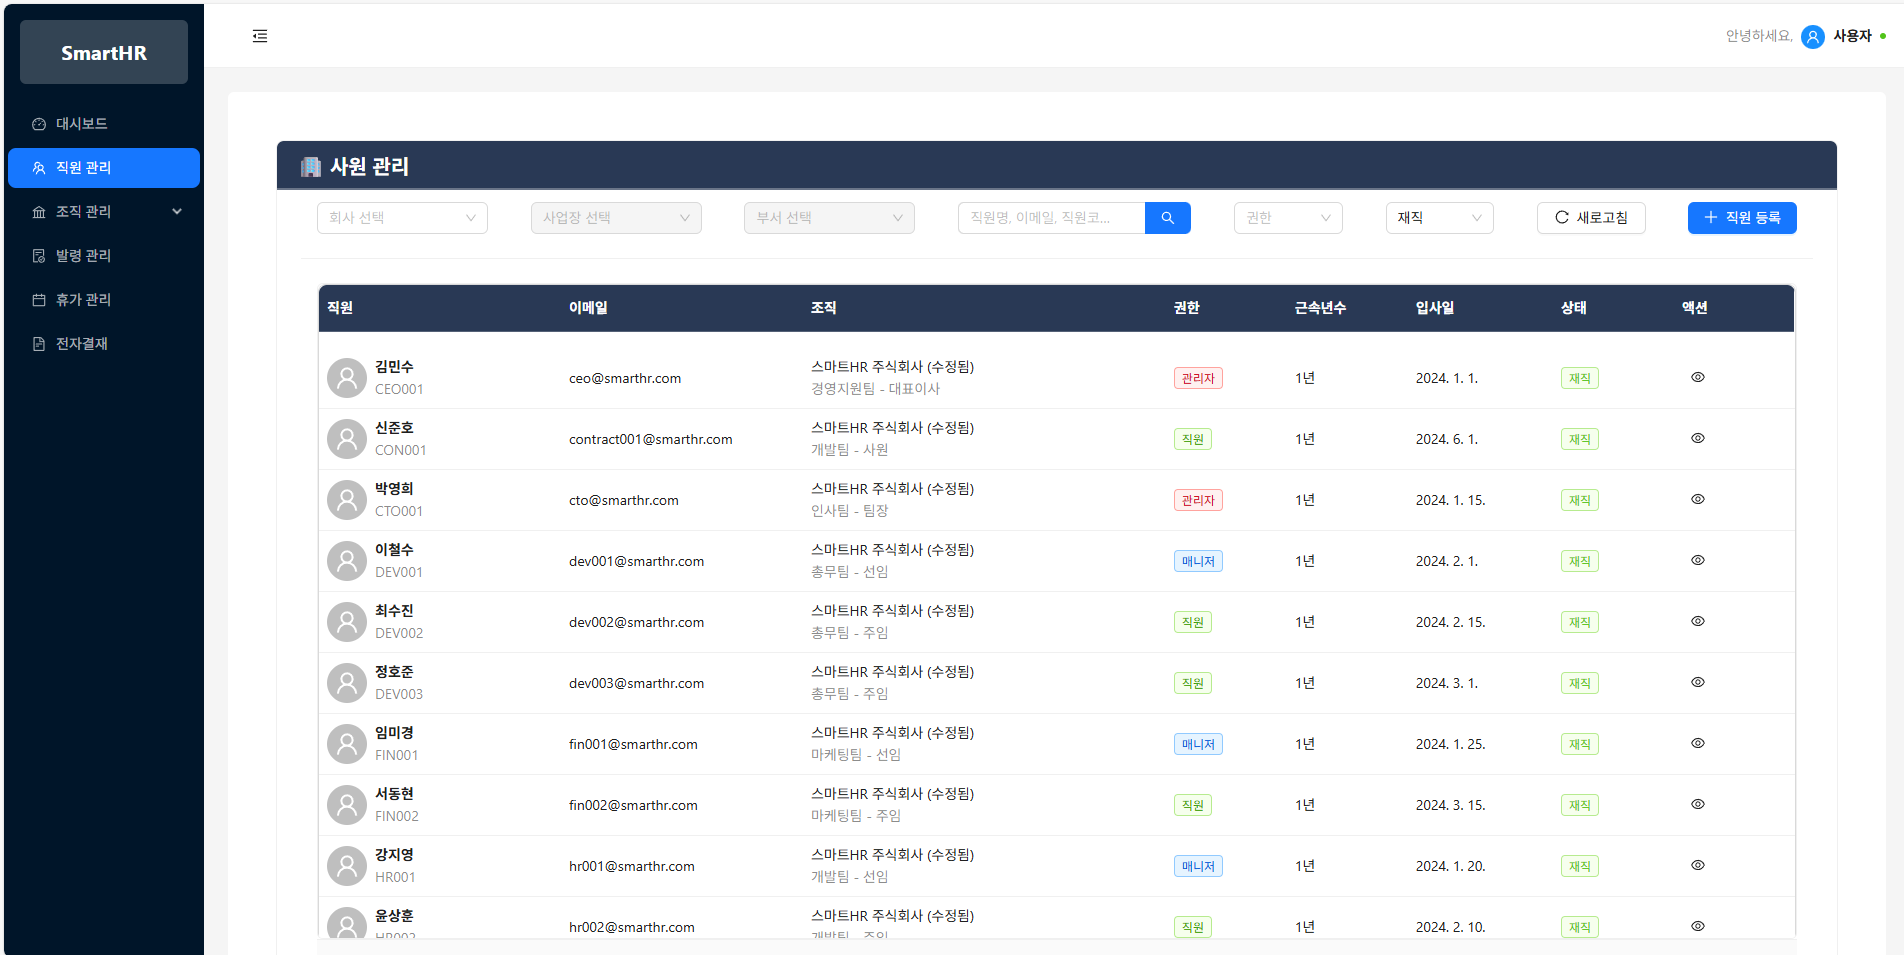 SmartHR
안녕하세요, 사용자
대시보드
직원 관리
조직 관리
발령 관리
휴가 관리
전자결재
사원 관리
회사 선택 사업장 선택 부서 선택 직원명, 이메일, 직원코... 권한 재직 새로고침 직원 등록
직원 이메일 조직 권한 근속년수 입사일 상태 액션
김민수 스마트HR 주식회사 (수정됨)
CEO001 ceo@smarthr.com 경영지원팀 - 대표이사 관리자 1년 2024. 1. 1. 재직
신준호 스마트HR 주식회사 (수정됨)
CON001 contract001@smarthr.com 개발팀 - 사원 직원 1년 2024. 6. 1. 재직
박영희 스마트HR 주식회사 (수정됨)
CTO001 cto@smarthr.com 인사팀 - 팀장 관리자 1년 2024. 1. 15. 재직
이철수 스마트HR 주식회사 (수정됨)
DEV001 dev001@smarthr.com 총무팀 - 선임 매니저 1년 2024. 2. 1. 재직
최수진 스마트HR 주식회사 (수정됨)
DEV002 dev002@smarthr.com 총무팀 - 주임 직원 1년 2024. 2. 15. 재직
정호준 스마트HR 주식회사 (수정됨)
DEV003 dev003@smarthr.com 총무팀 - 주임 직원 1년 2024. 3. 1. 재직
임미경 스마트HR 주식회사 (수정됨)
FIN001 fin001@smarthr.com 마케팅팀 - 선임 매니저 1년 2024. 1. 25. 재직
서동현 스마트HR 주식회사 (수정됨)
FIN002 fin002@smarthr.com 마케팅팀 - 주임 직원 1년 2024. 3. 15. 재직
강지영 스마트HR 주식회사 (수정됨)
HR001 hr001@smarthr.com 개발팀 - 선임 매니저 1년 2024. 1. 20. 재직
윤상훈 스마트HR 주식회사 (수정됨)
HR002 hr002@smarthr.com 개발팀 - 주임 직원 1년 2024. 2. 10. 재직